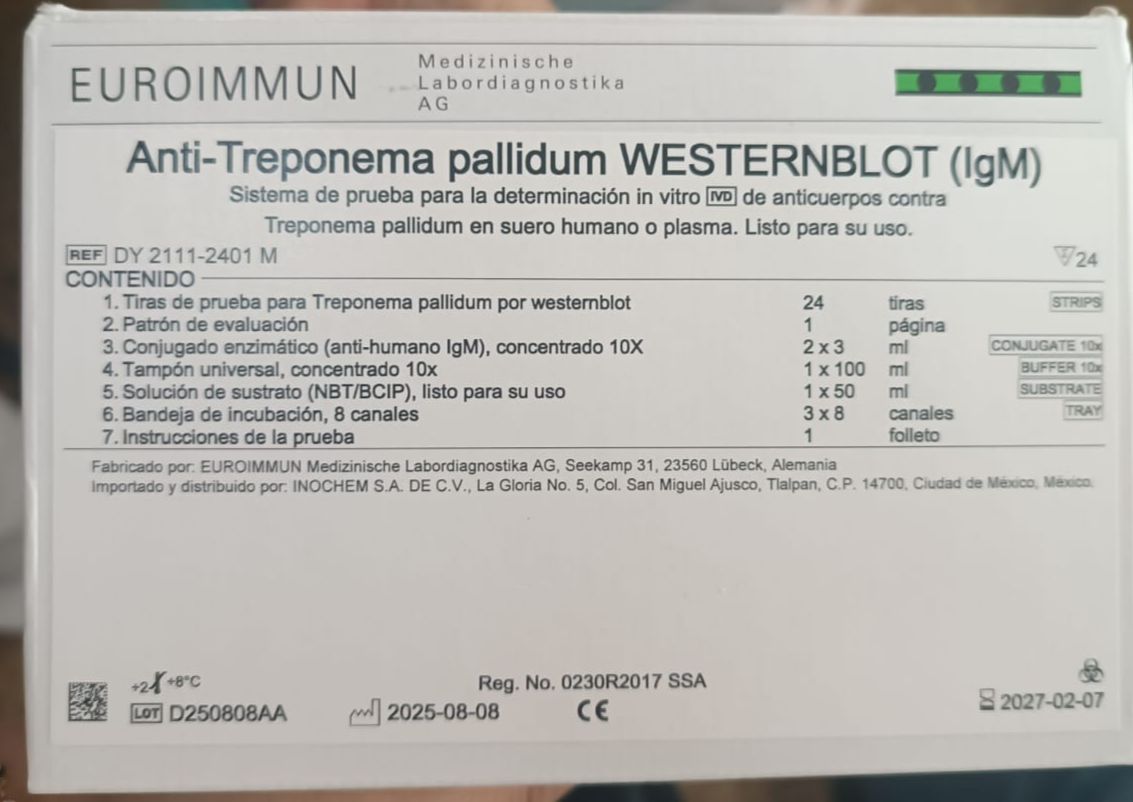 EUROIMMUN
Medizinische
Labordiagnostika
AG
Anti-Treponema pallidum WESTERNBLOT (IgM)
Sistema de prueba para la determinación in vitro IVD de anticuerpos contra
Treponema pallidum en suero humano o plasma. Listo para su uso.
REF DY 2111-2401 M 24
CONTENIDO
1. Tiras de prueba para Treponema pallidum por westernblot 24 tiras STRIPS
2. Patrón de evaluación 1 página
3. Conjugado enzimático (anti-humano IgM), concentrado 10X 2 x 3 ml CONJUGATE 10x
4. Tampón universal, concentrado 10x 1 x 100 ml BUFFER 10x
5. Solución de sustrato (NBT/BCIP), listo para su uso 1 x 50 ml SUBSTRATE
6. Bandeja de incubación, 8 canales 3 x 8 canales TRAY
7. Instrucciones de la prueba 1 folleto
Fabricado por: EUROIMMUN Medizinische Labordiagnostika AG, Seekamp 31, 23560 Lübeck, Alemania
Importado y distribuido por: INOCHEM S.A. DE C.V., La Gloria No. 5, Col. San Miguel Ajusco, Tlalpan, C.P. 14700, Ciudad de México, México.
+2 +8°C Reg. No. 0230R2017 SSA
LOT D250808AA 2025-08-08 CE 2027-02-07